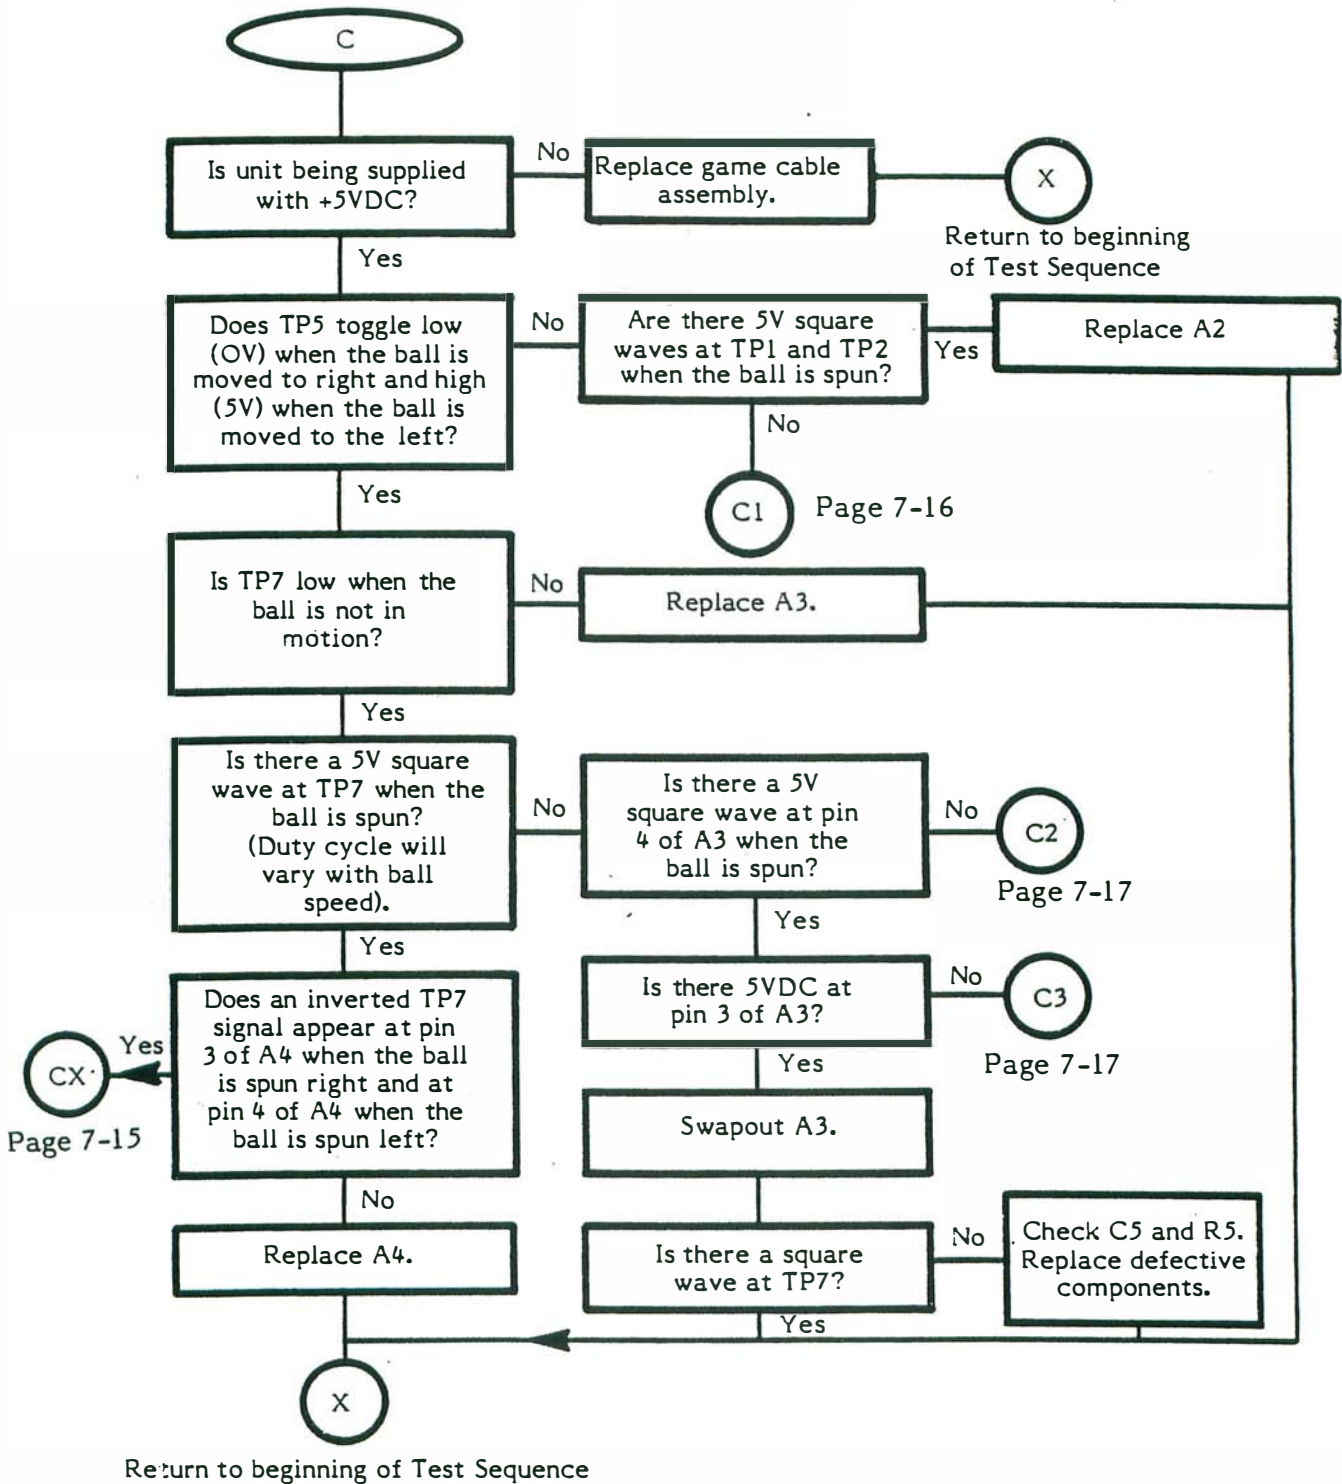 C
Is unit being supplied
with +5VDC?
No
Replace game cable
assembly.
X
Return to beginning
of Test Sequence
Yes
Does TP5 toggle low
(OV) when the ball is
moved to right and high
(5V) when the ball is
moved to the left?
No
Are there 5V square
waves at TP1 and TP2
when the ball is spun?
Yes
Replace A2
No
C1
Page 7-16
Yes
Is TP7 low when the
ball is not in
motion?
No
Replace A3.
Yes
Is there a 5V square
wave at TP7 when the
ball is spun?
(Duty cycle will
vary with ball
speed).
No
Is there a 5V
square wave at pin
4 of A3 when the
ball is spun?
No
C2
Page 7-17
Yes
Yes
Is there 5VDC at
pin 3 of A3?
No
C3
Page 7-17
Does an inverted TP7
signal appear at pin
3 of A4 when the ball
is spun right and at
pin 4 of A4 when the
ball is spun left?
Yes
CX
Page 7-15
Yes
Swapout A3.
No
Replace A4.
Is there a square
wave at TP7?
No
Check C5 and R5.
Replace defective
components.
Yes
X
Return to beginning of Test Sequence